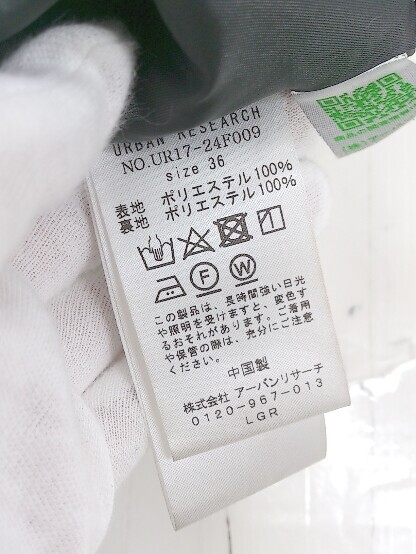 URBAN RESEARCH
NO.UR17-24F009
size 36
表地 ポリエステル100%
裏地 ポリエステル100%
F W
この製品は、長時間強い日光
や照明を受けますと、変色す
るおそれがあります。ご着用
や保管の際は、充分にご注意
ください。
中国製
株式会社 アーバンリサーチ
0120-967-013
LGR